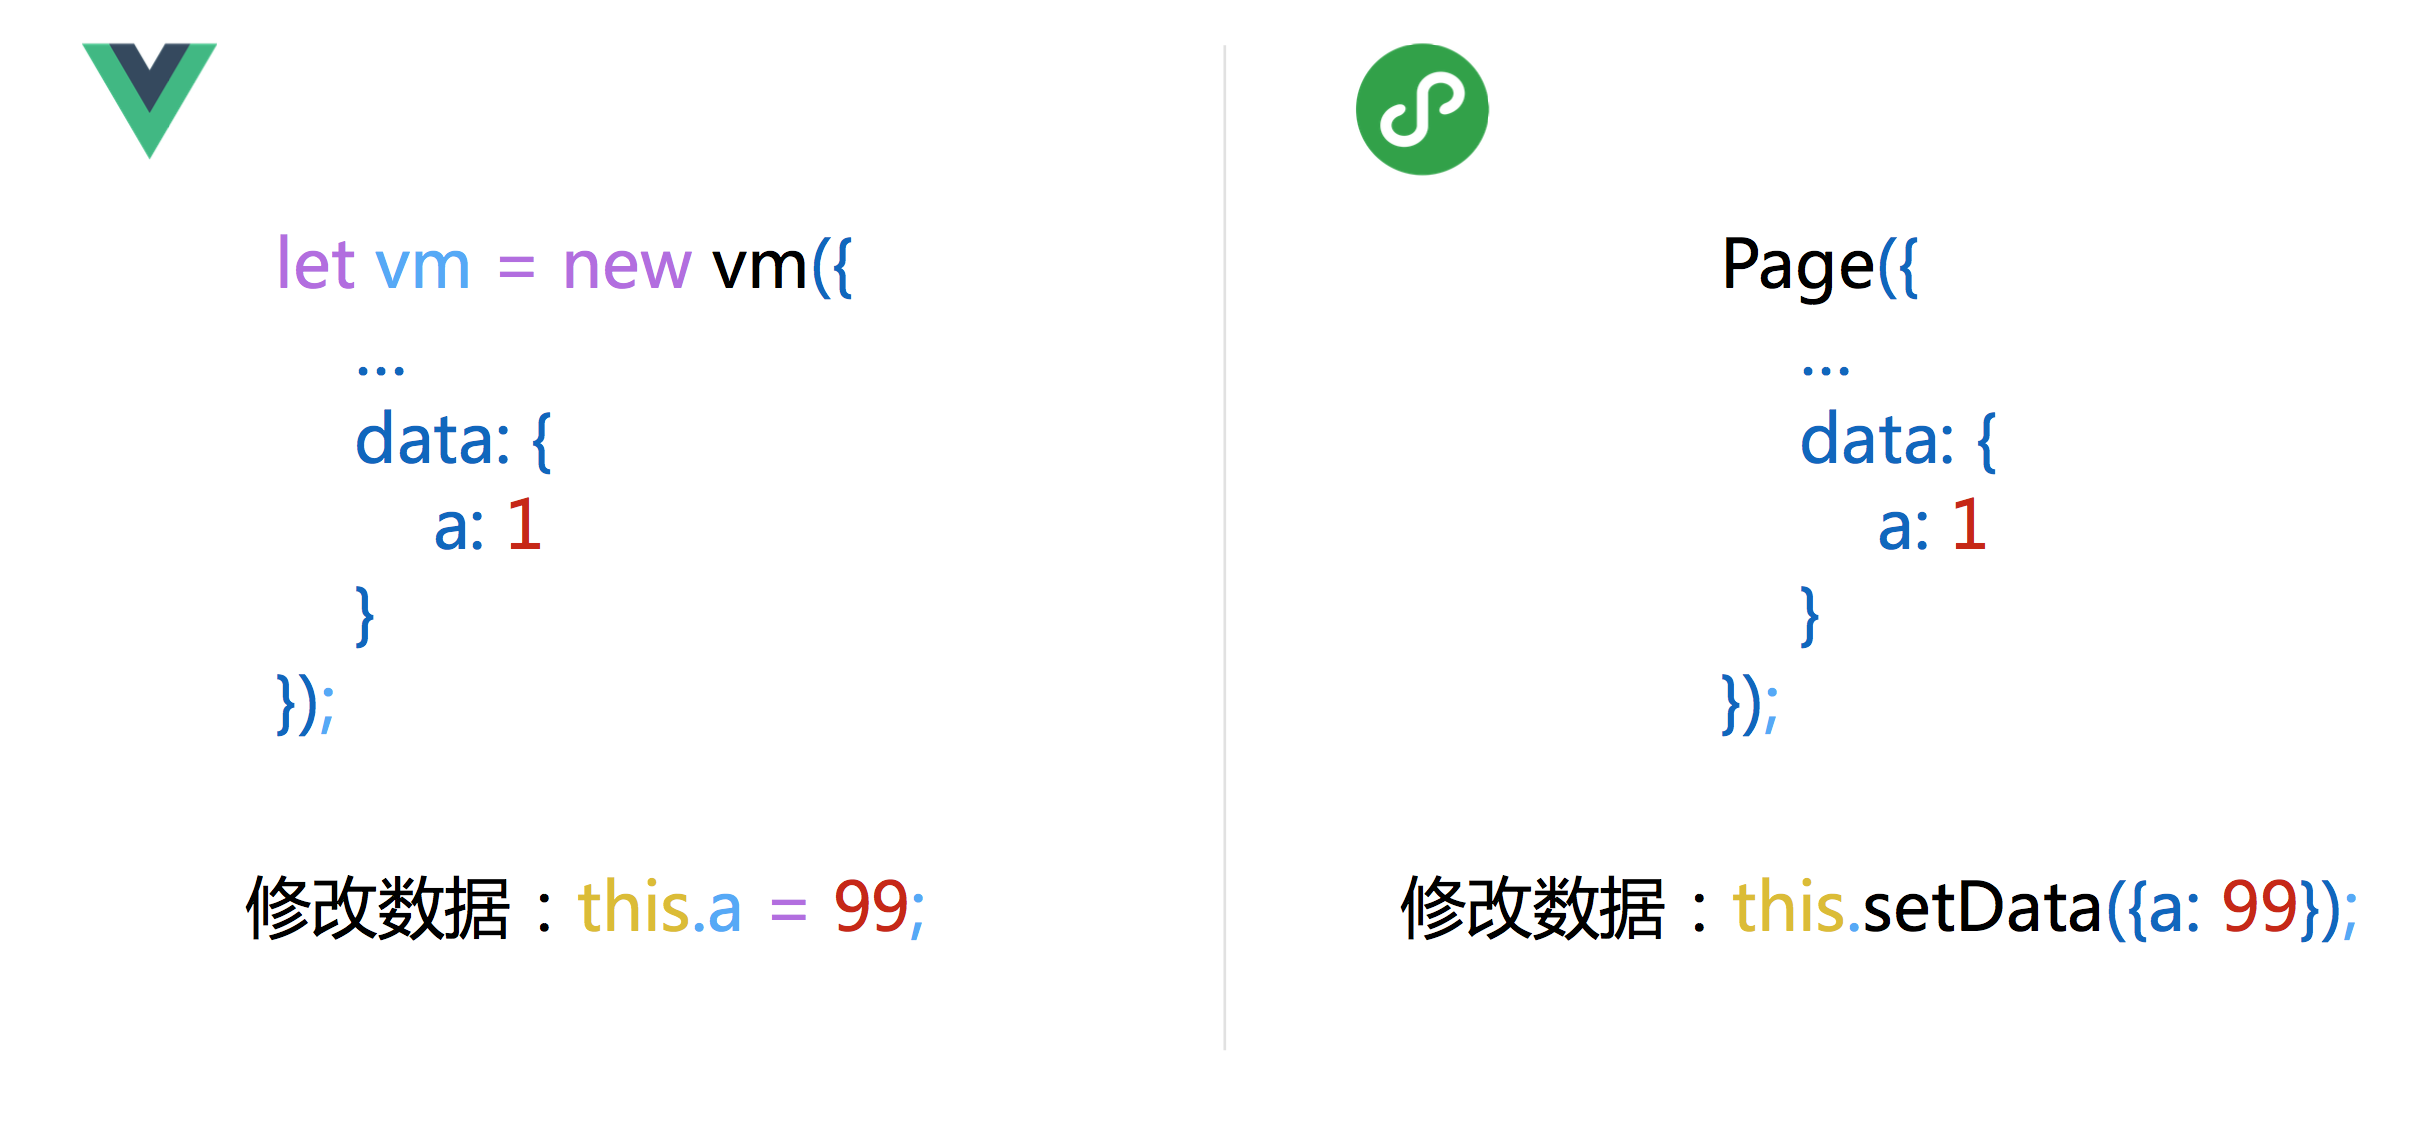 let vm = new vm({
...
data: {
a: 1
}
});
修改数据：this.a = 99;
Page({
...
data: {
a: 1
}
});
修改数据：this.setData({a: 99});